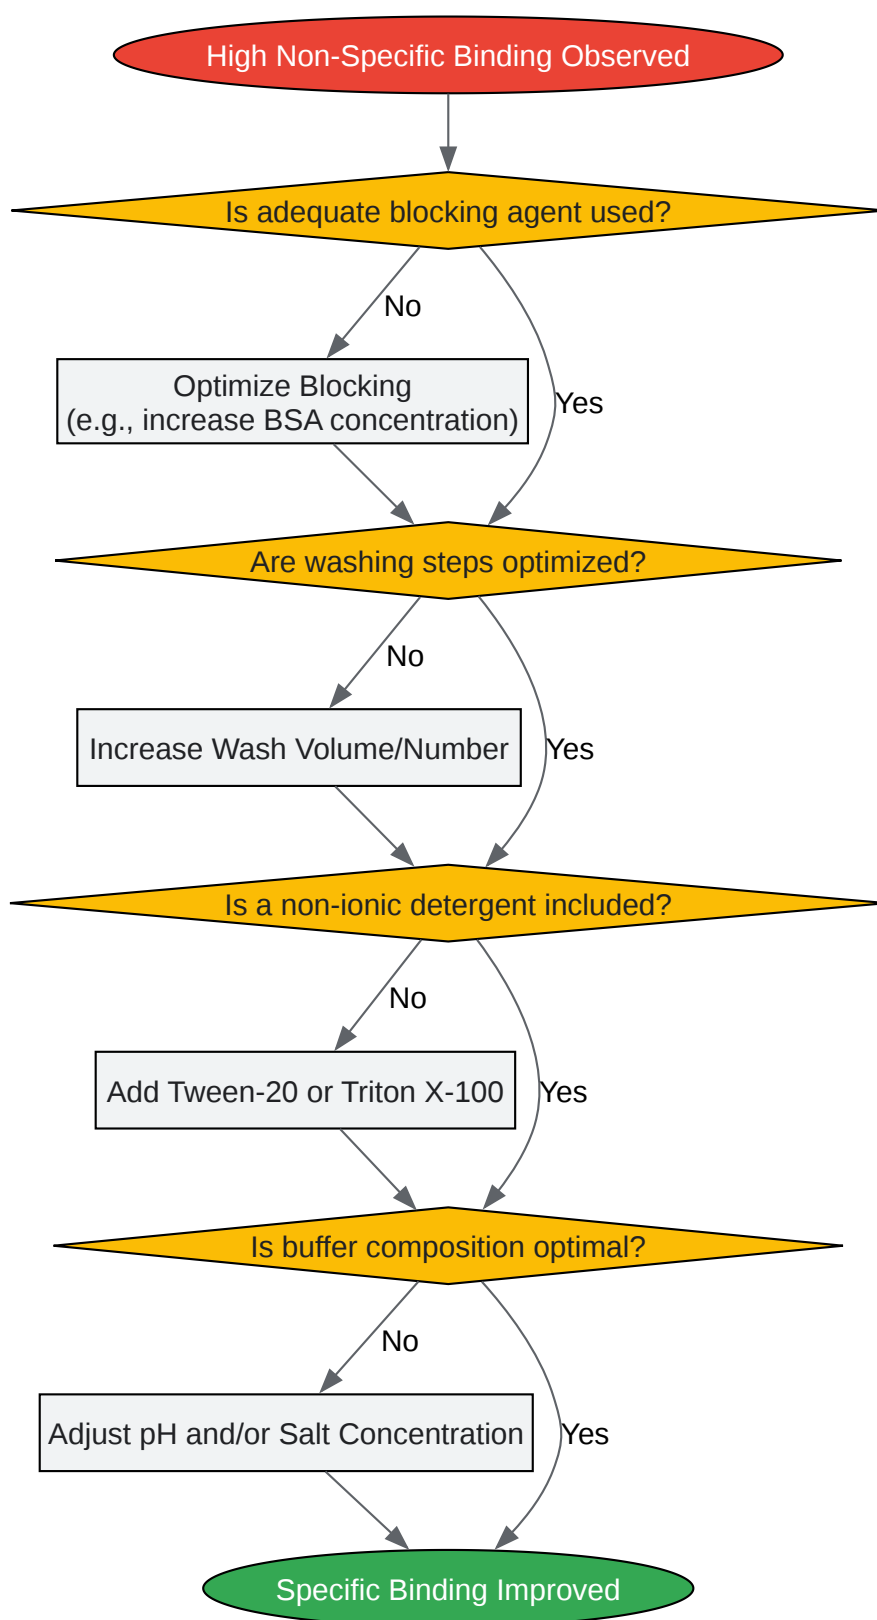 High Non-Specific Binding Observed
Is adequate blocking agent used?
No
Optimize Blocking
(e.g., increase BSA concentration)
Yes
Are washing steps optimized?
No
Increase Wash Volume/Number
Yes
Is a non-ionic detergent included?
No
Add Tween-20 or Triton X-100
Yes
Is buffer composition optimal?
No
Adjust pH and/or Salt Concentration
Yes
Specific Binding Improved